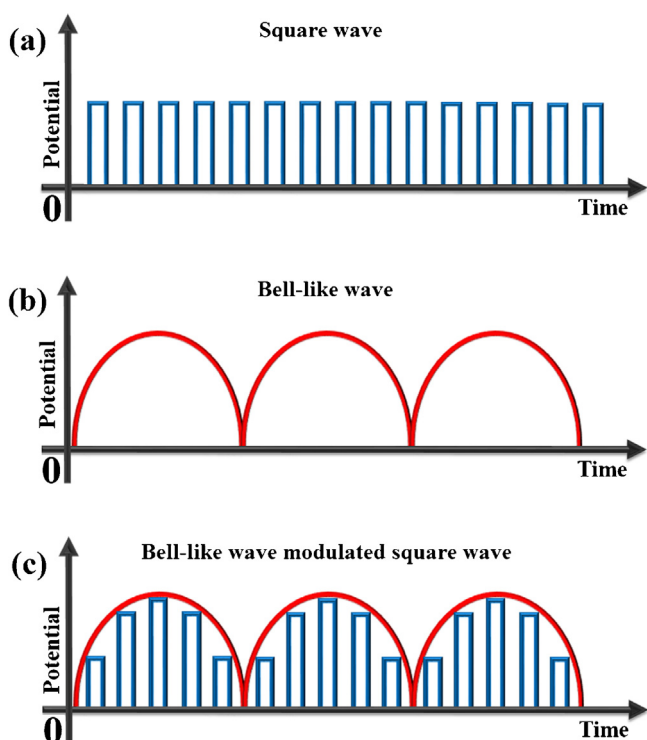 (a)
Square wave
Potential
0
Time
(b)
Bell-like wave
Potential
0
Time
(c)
Bell-like wave modulated square wave
Potential
0
Time